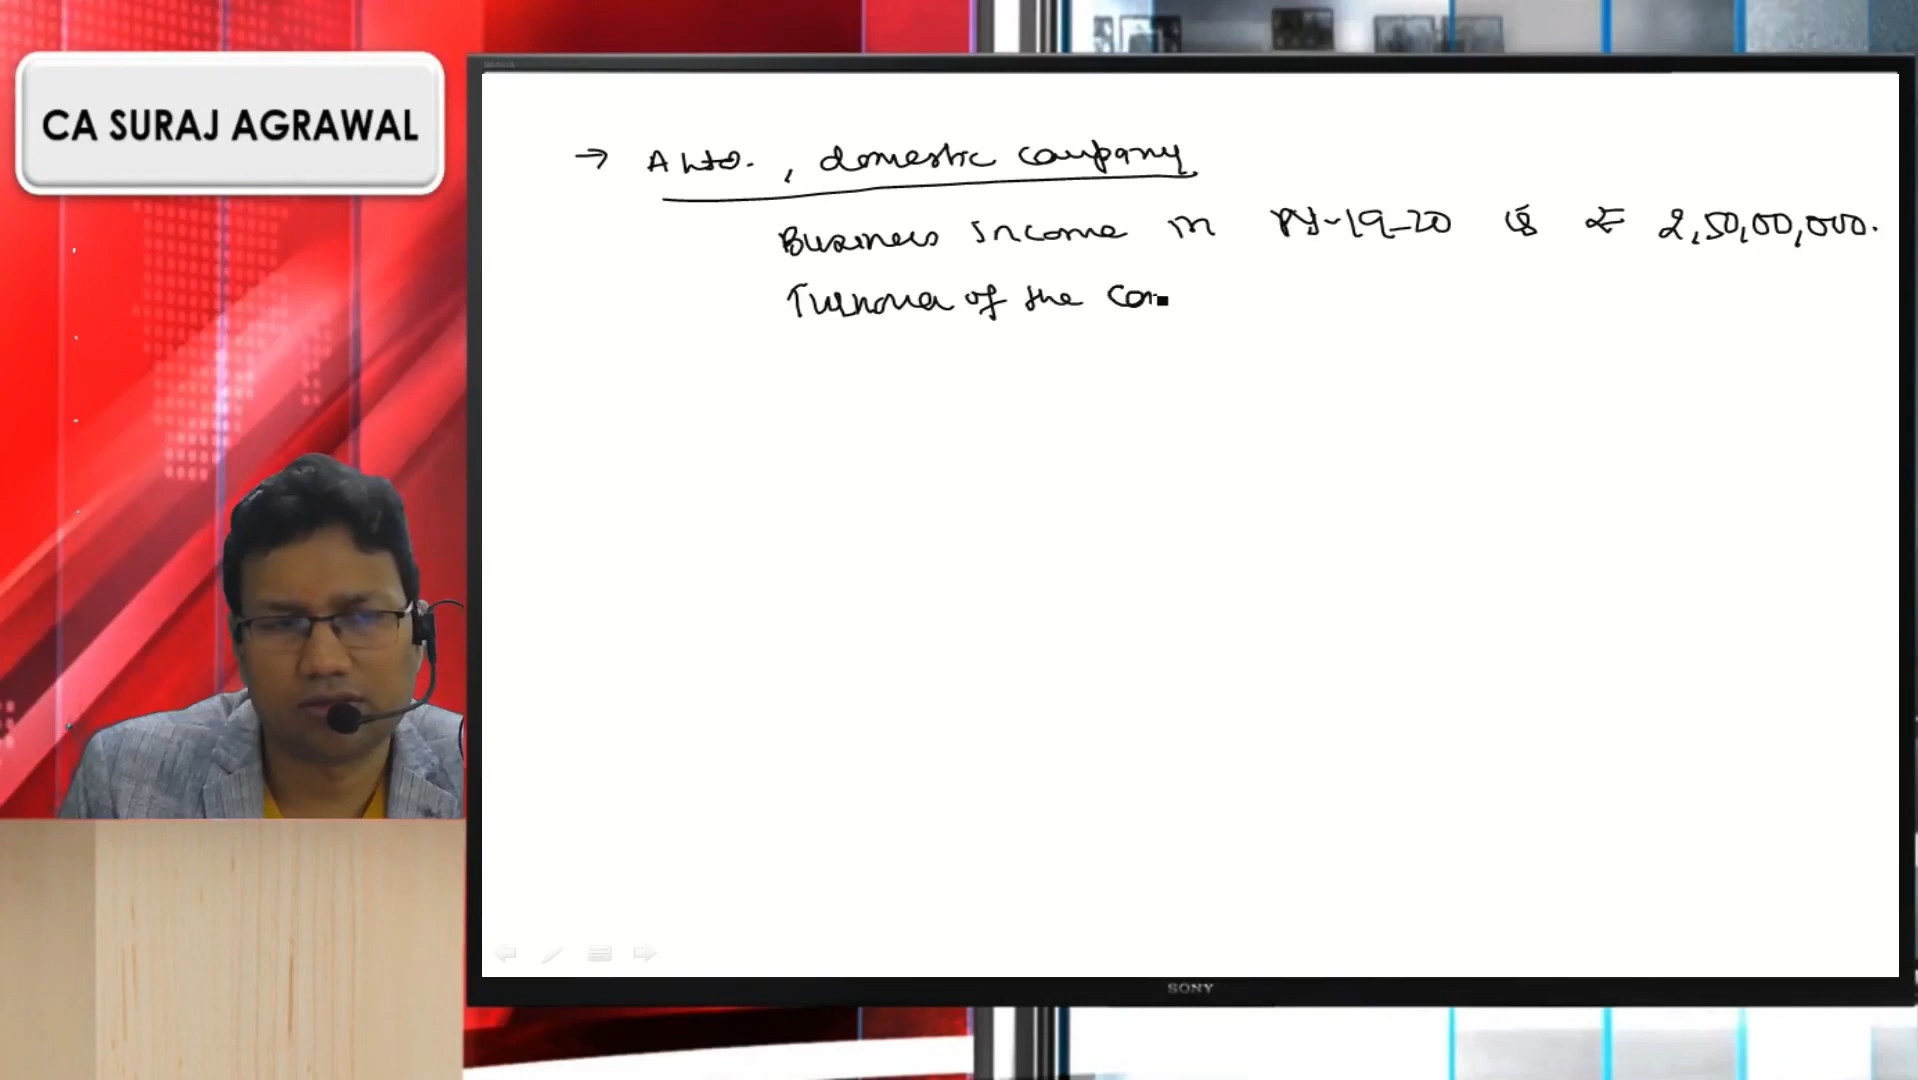 CA SURAJ AGRAWAL
→ A Ltd. , domestic company
Business Income in PY-19-20 is ₹ 2,50,00,000.
Turnover of the Com
SONY